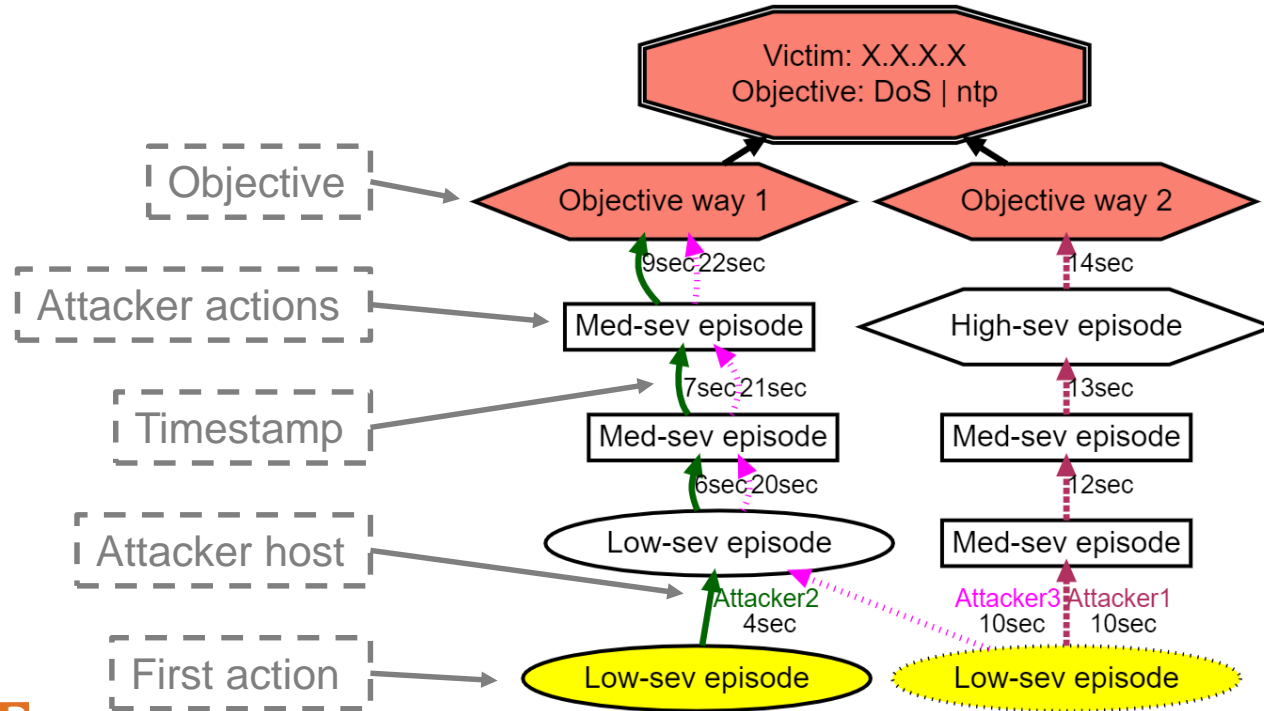 Victim: X.X.X.X
Objective: DoS | ntp
Objective
Objective way 1
Objective way 2
9sec
22sec
14sec
Attacker actions
Med-sev episode
High-sev episode
7sec
21sec
13sec
Timestamp
Med-sev episode
Med-sev episode
6sec
20sec
12sec
Attacker host
Low-sev episode
Med-sev episode
Attacker2
4sec
Attacker3
10sec
Attacker1
10sec
First action
Low-sev episode
Low-sev episode